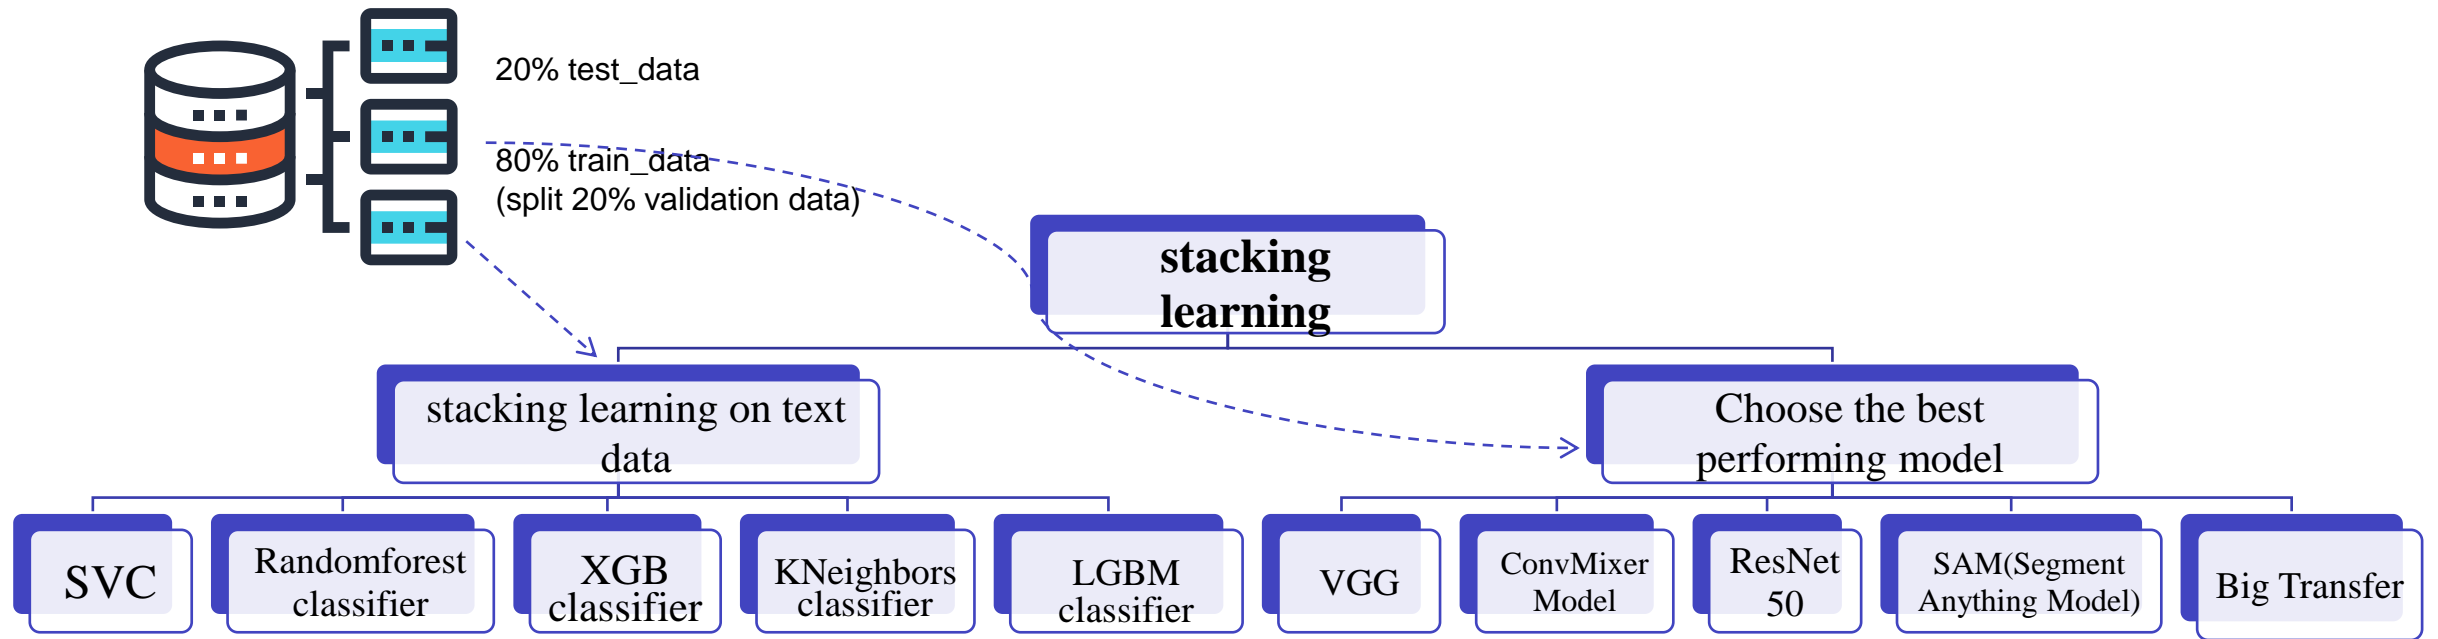 20% test_data
80% train_data
(split 20% validation data)
stacking
learning
stacking learning on text
data
Choose the best
performing model
SVC
Randomforest
classifier
XGB
classifier
KNeighbors
classifier
LGBM
classifier
VGG
ConvMixer
Model
ResNet
50
SAM(Segment
Anything Model)
Big Transfer